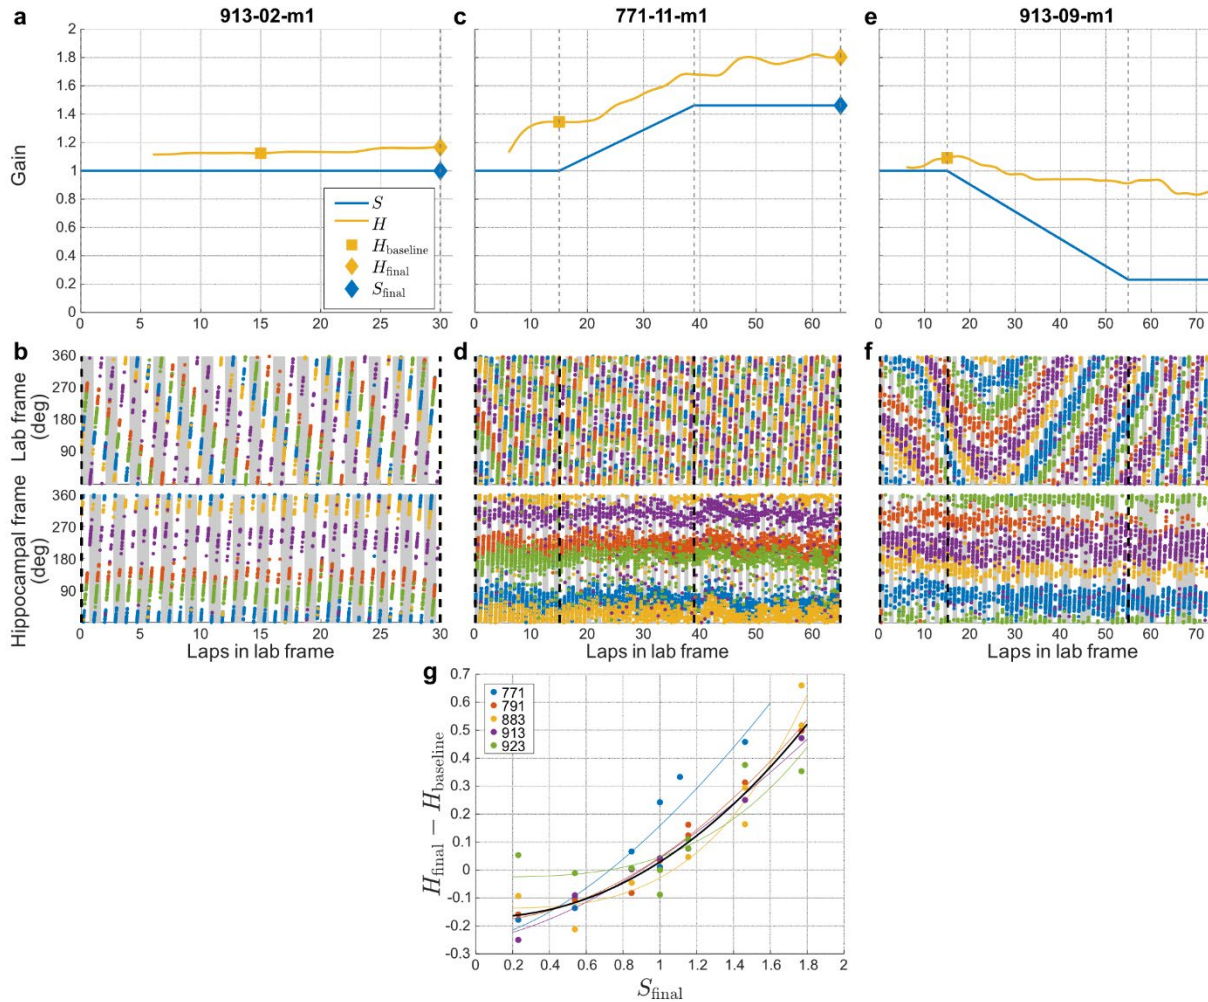 a 913-02-m1
c 771-11-m1
e 913-09-m1
Gain
2
1.8
1.6
1.4
1.2
1
0.8
0.6
0.4
0.2
0
S
H
H_baseline
H_final
S_final
0 5 10 15 20 25 30
0 10 20 30 40 50 60
0 10 20 30 40 50 60 70
b
d
f
Lab frame
(deg)
360
270
180
90
Hippocampal frame
(deg)
360
270
180
90
0 5 10 15 20 25 30
0 10 20 30 40 50 60
0 10 20 30 40 50 60 70
Laps in lab frame
Laps in lab frame
Laps in lab frame
g
H_final − H_baseline
0.7
0.6
0.5
0.4
0.3
0.2
0.1
0
-0.1
-0.2
-0.3
771
791
883
913
923
0 0.2 0.4 0.6 0.8 1 1.2 1.4 1.6 1.8 2
S_final